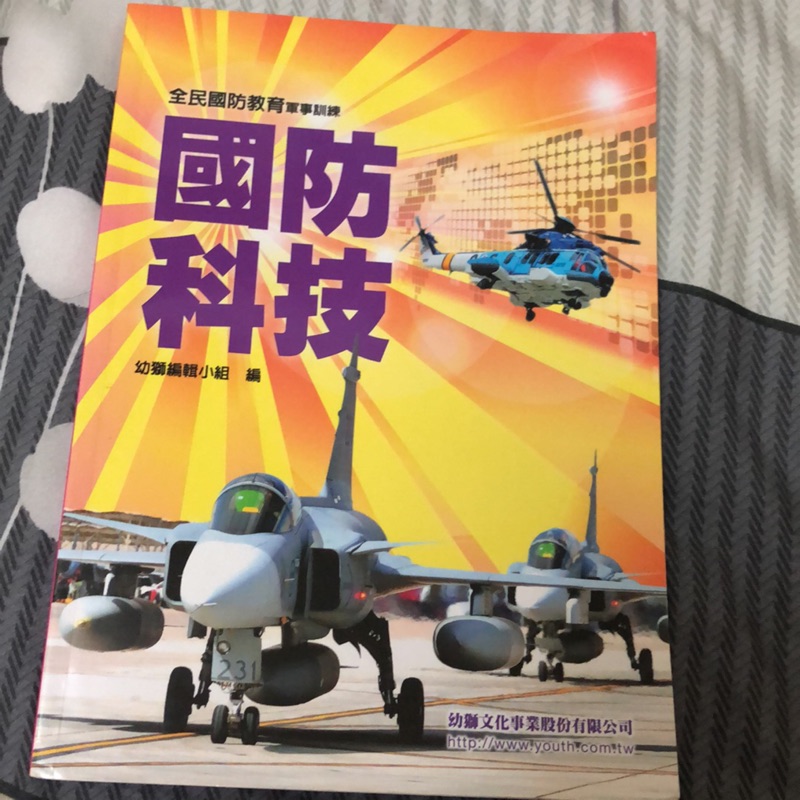 全民國防教育軍事訓練
國防
科技
幼獅編輯小組 編
231
幼獅文化事業股份有限公司
http://www.youth.com.tw